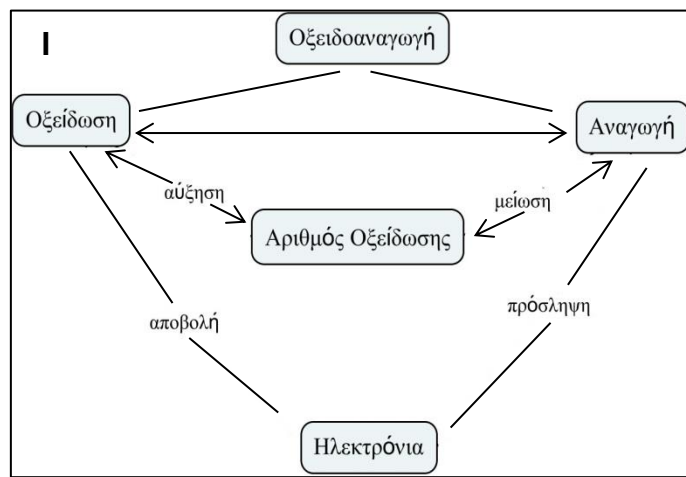 I
Οξειδοαναγωγή
Οξείδωση
Αναγωγή
αύξηση
μείωση
Αριθμός Οξείδωσης
αποβολή
πρόσληψη
Ηλεκτρόνια